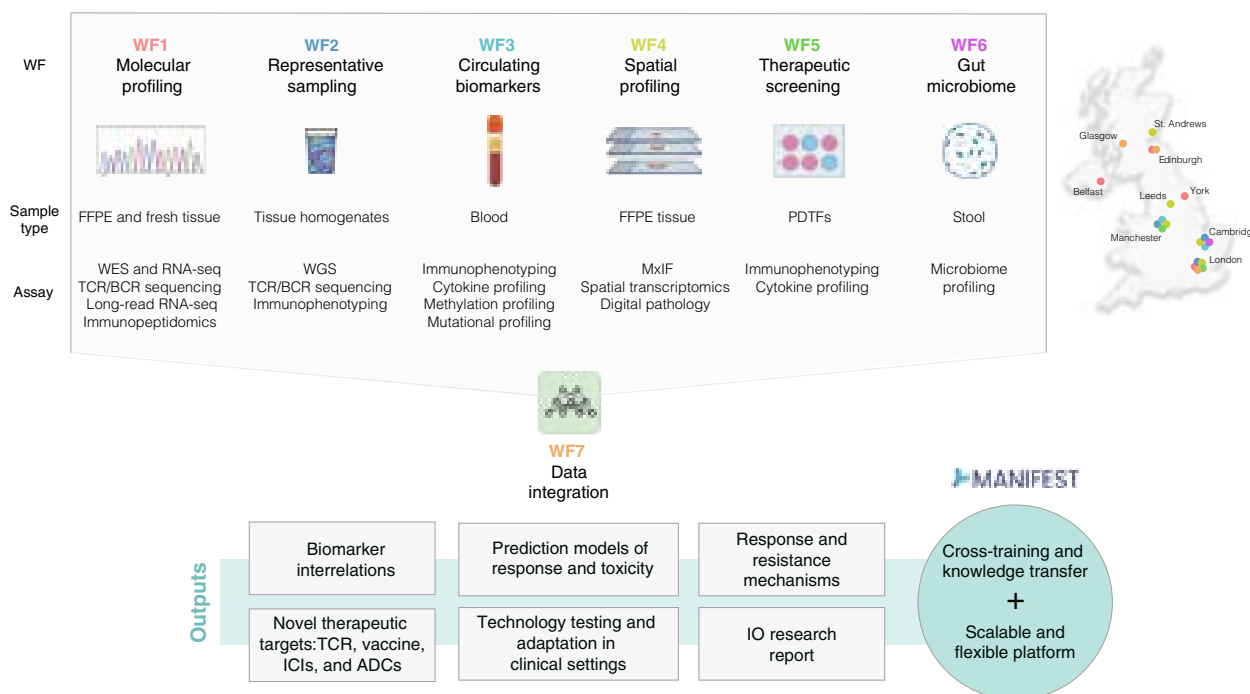 WF
WF1
Molecular
profiling
WF2
Representative
sampling
WF3
Circulating
biomarkers
WF4
Spatial
profiling
WF5
Therapeutic
screening
WF6
Gut
microbiome
Sample
type
FFPE and fresh tissue
Tissue homogenates
Blood
FFPE tissue
PDTFs
Stool
Assay
WES and RNA-seq
TCR/BCR sequencing
Long-read RNA-seq
Immunopeptidomics
WGS
TCR/BCR sequencing
Immunophenotyping
Immunophenotyping
Cytokine profiling
Methylation profiling
Mutational profiling
MxIF
Spatial transcriptomics
Digital pathology
Immunophenotyping
Cytokine profiling
Microbiome
profiling
St. Andrews
Glasgow
Edinburgh
Belfast
York
Leeds
Manchester
Cambridge
London
WF7
Data
integration
MANIFEST
Outputs
Biomarker
interrelations
Prediction models of
response and toxicity
Response and
resistance
mechanisms
Novel therapeutic
targets:TCR, vaccine,
ICIs, and ADCs
Technology testing and
adaptation in
clinical settings
IO research
report
Cross-training and
knowledge transfer
+
Scalable and
flexible platform